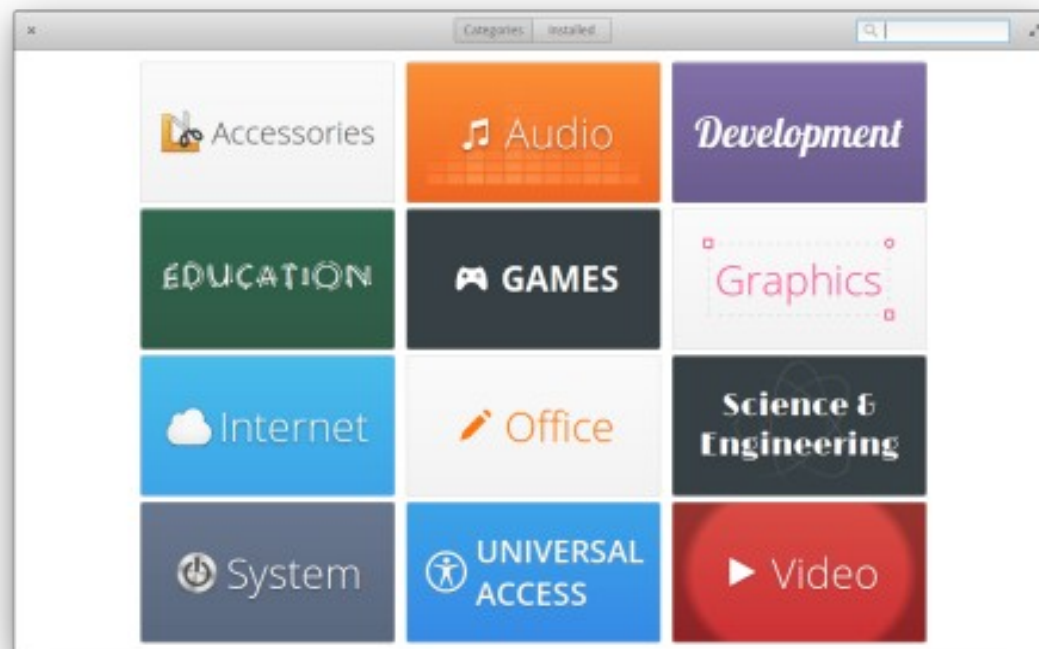 Categories
Installed
Accessories
Audio
Development
EDUCATION
GAMES
Graphics
Internet
Office
Science &
Engineering
System
UNIVERSAL
ACCESS
Video